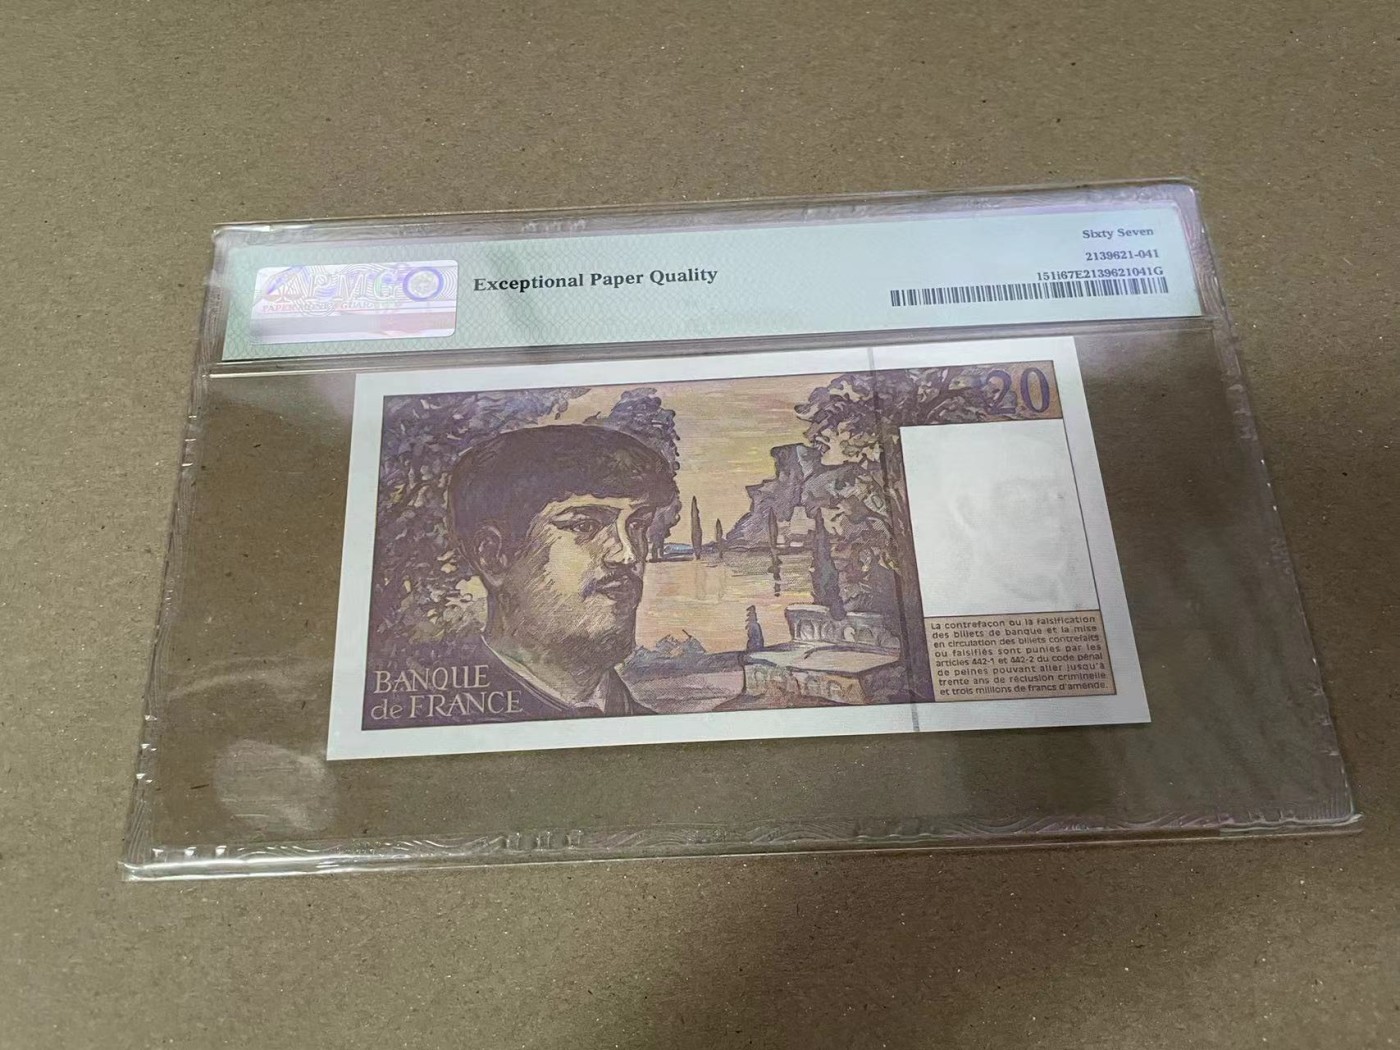 PMG
Exceptional Paper Quality
Sixty Seven
2139621-041
151i67E2139621041G
20
BANQUE
de FRANCE
La contrefaçon ou la falsification
des billets de banque et la mise
en circulation des billets contrefaits
ou falsifiés sont punies par les
articles 442-1 et 442-2 du code pénal
de peines pouvant aller jusqu'à
trente ans de réclusion criminelle
et trois millions de francs d'amende.